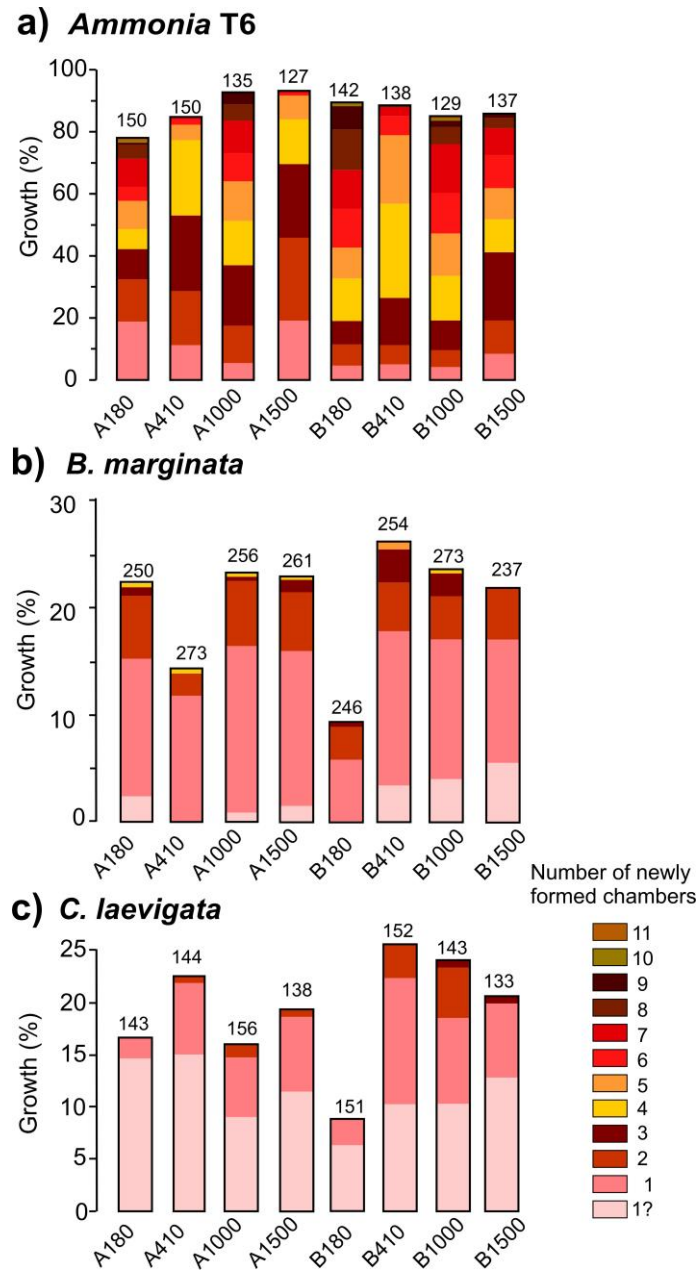 a) Ammonia T6
Growth (%)
100
80
60
40
20
0
150
150
135
127
142
138
129
137
A180
A410
A1000
A1500
B180
B410
B1000
B1500
b) B. marginata
Growth (%)
30
20
10
0
250
273
256
261
246
254
273
237
A180
A410
A1000
A1500
B180
B410
B1000
B1500
c) C. laevigata
Growth (%)
25
20
15
10
5
0
143
144
156
138
151
152
143
133
A180
A410
A1000
A1500
B180
B410
B1000
B1500
Number of newly
formed chambers
11
10
9
8
7
6
5
4
3
2
1
1?